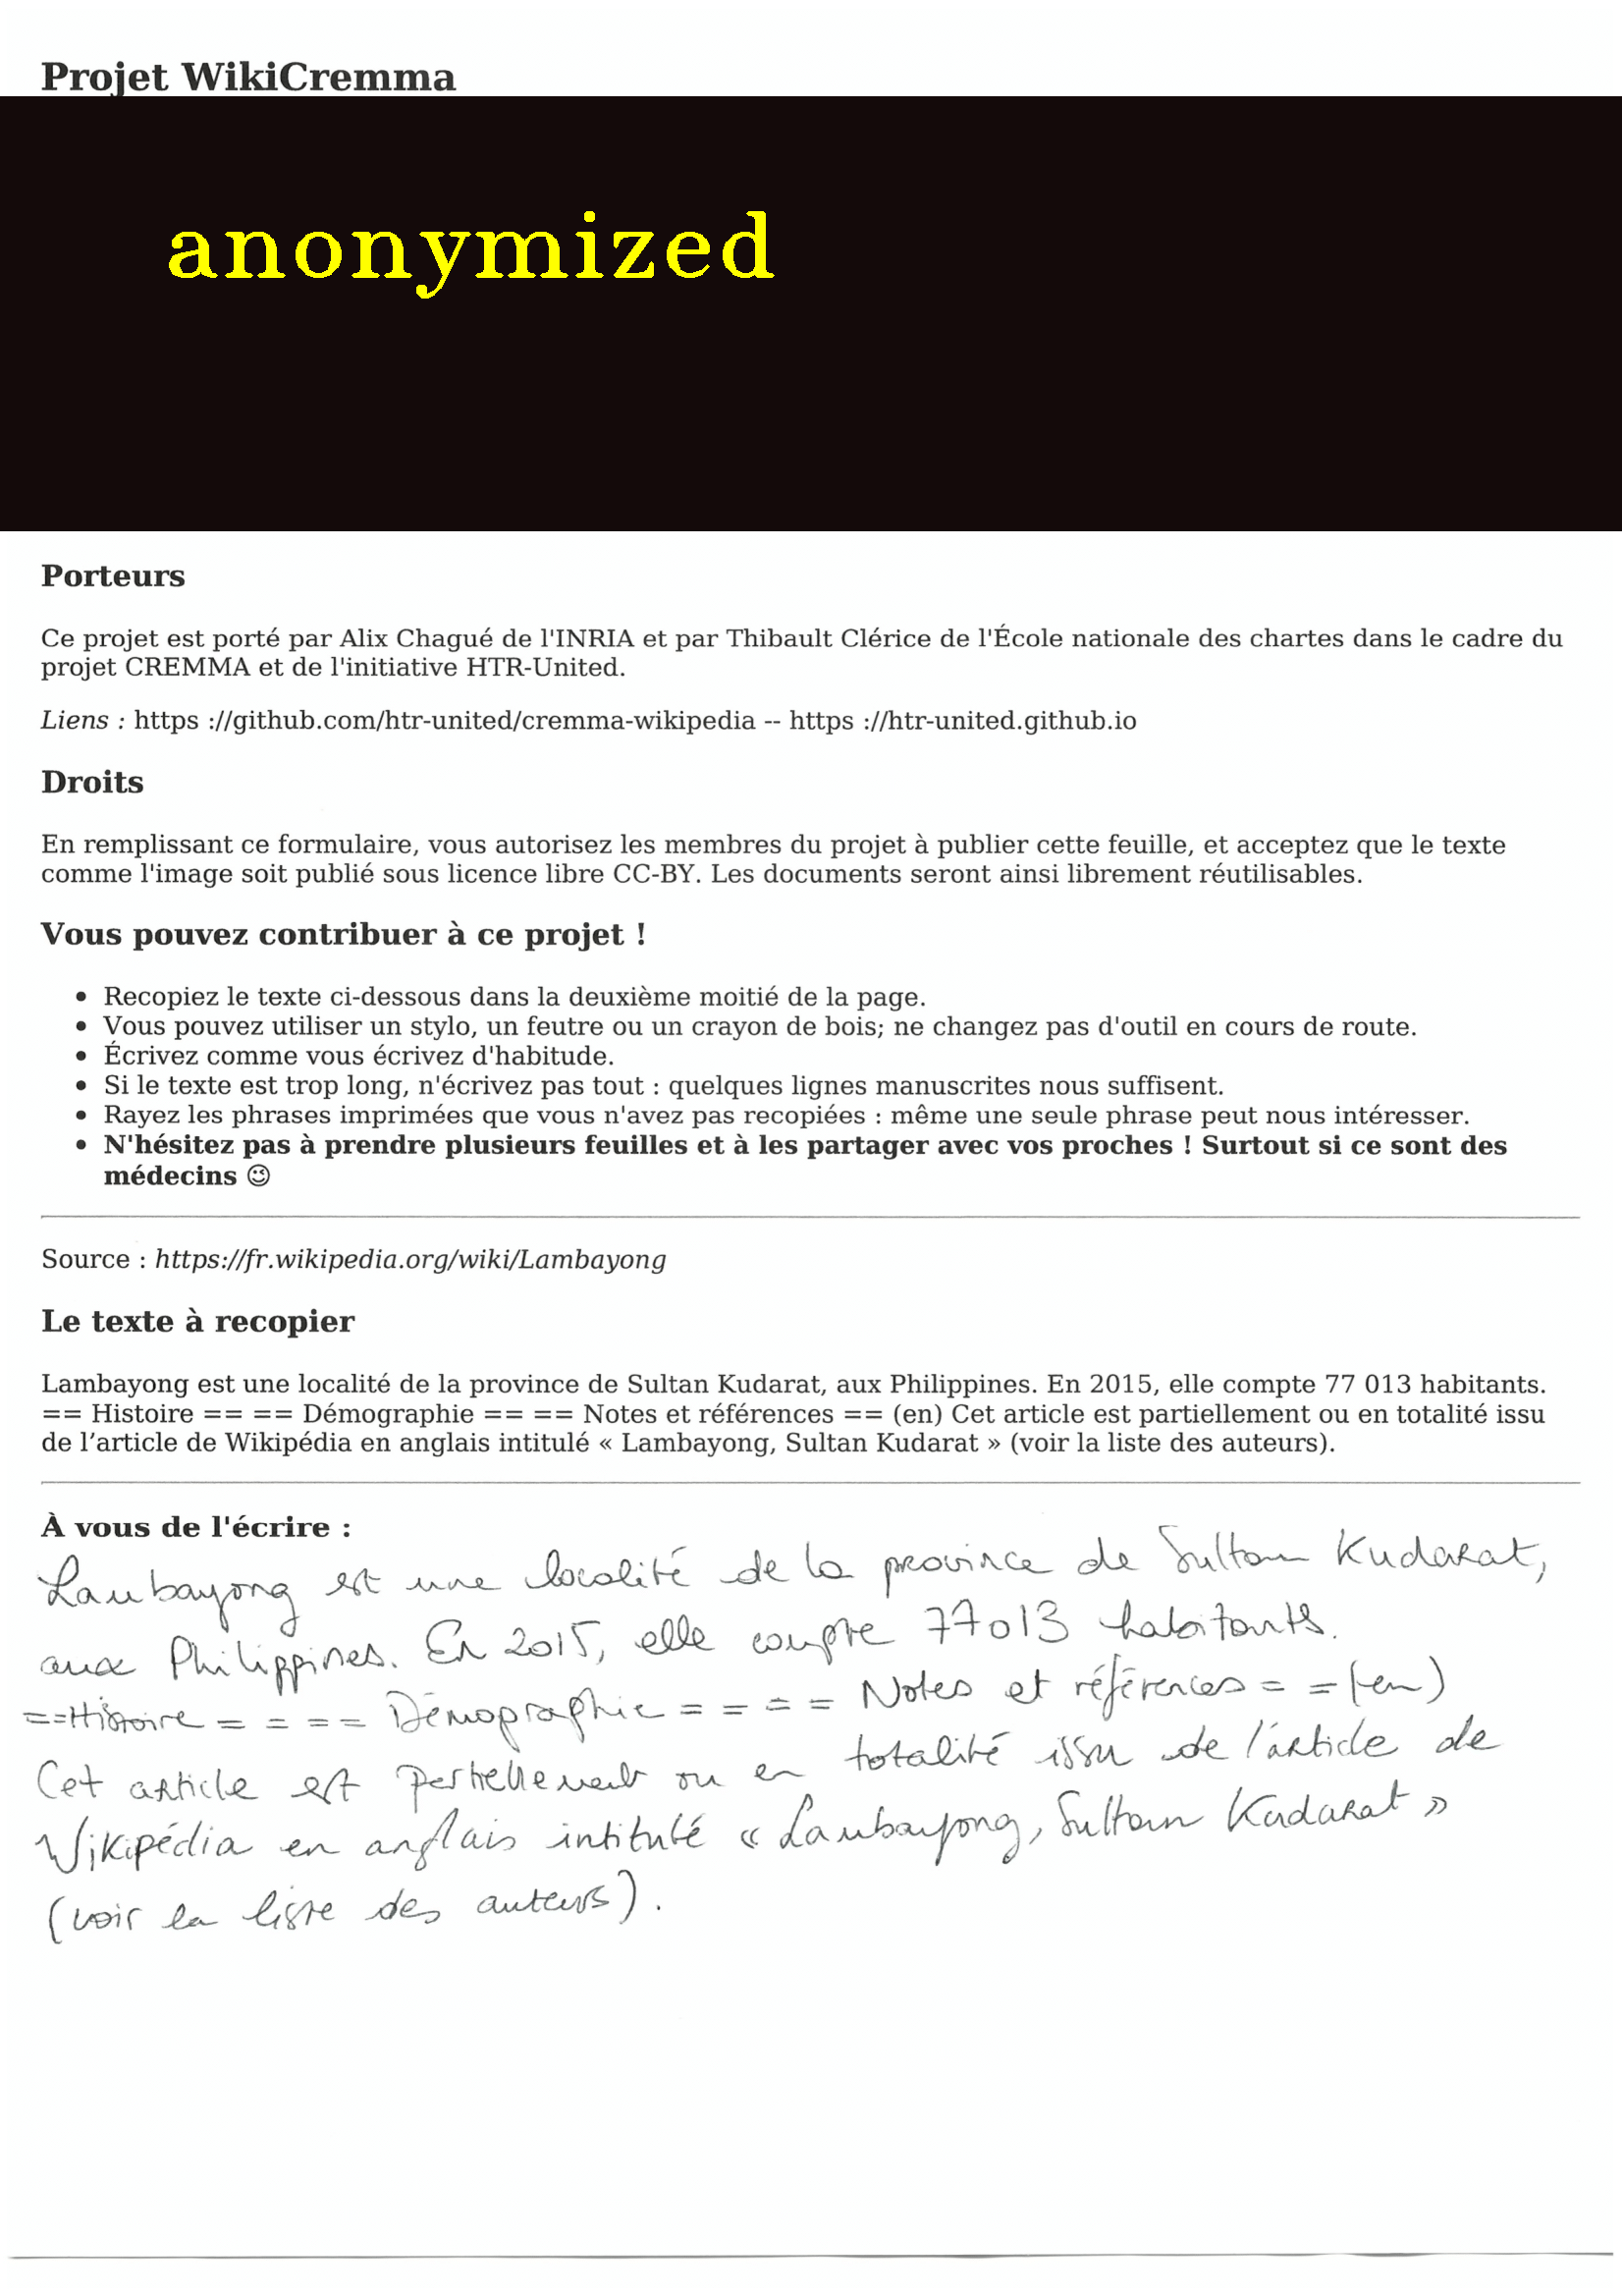 Projet WikiCremma
anonymized
Porteurs
Ce projet est porté par Alix Chagué de l'INRIA et par Thibault Clérice de l'École nationale des chartes dans le cadre du
projet CREMMA et de l'initiative HTR-United.
Liens : https ://github.com/htr-united/cremma-wikipedia -- https ://htr-united.github.io
Droits
En remplissant ce formulaire, vous autorisez les membres du projet à publier cette feuille, et acceptez que le texte
comme l'image soit publié sous licence libre CC-BY. Les documents seront ainsi librement réutilisables.
Vous pouvez contribuer à ce projet !
• Recopiez le texte ci-dessous dans la deuxième moitié de la page.
• Vous pouvez utiliser un stylo, un feutre ou un crayon de bois; ne changez pas d'outil en cours de route.
• Écrivez comme vous écrivez d'habitude.
• Si le texte est trop long, n'écrivez pas tout : quelques lignes manuscrites nous suffisent.
• Rayez les phrases imprimées que vous n'avez pas recopiées : même une seule phrase peut nous intéresser.
• N'hésitez pas à prendre plusieurs feuilles et à les partager avec vos proches ! Surtout si ce sont des
médecins 😉
Source : https://fr.wikipedia.org/wiki/Lambayong
Le texte à recopier
Lambayong est une localité de la province de Sultan Kudarat, aux Philippines. En 2015, elle compte 77 013 habitants.
== Histoire == == Démographie == == Notes et références == (en) Cet article est partiellement ou en totalité issu
de l’article de Wikipédia en anglais intitulé « Lambayong, Sultan Kudarat » (voir la liste des auteurs).
À vous de l'écrire :
Lambayong est une localité de la province de Sultan Kudarat,
aux Philippines. En 2015, elle compte 77013 habitants.
==Histoire = = = = Démographie = = = = Notes et références = = (en)
Cet article est partiellement ou en totalité issu de l'article de
Wikipédia en anglais intitulé « Lambayong, Sultan Kudarat »
(voir la liste des auteurs).